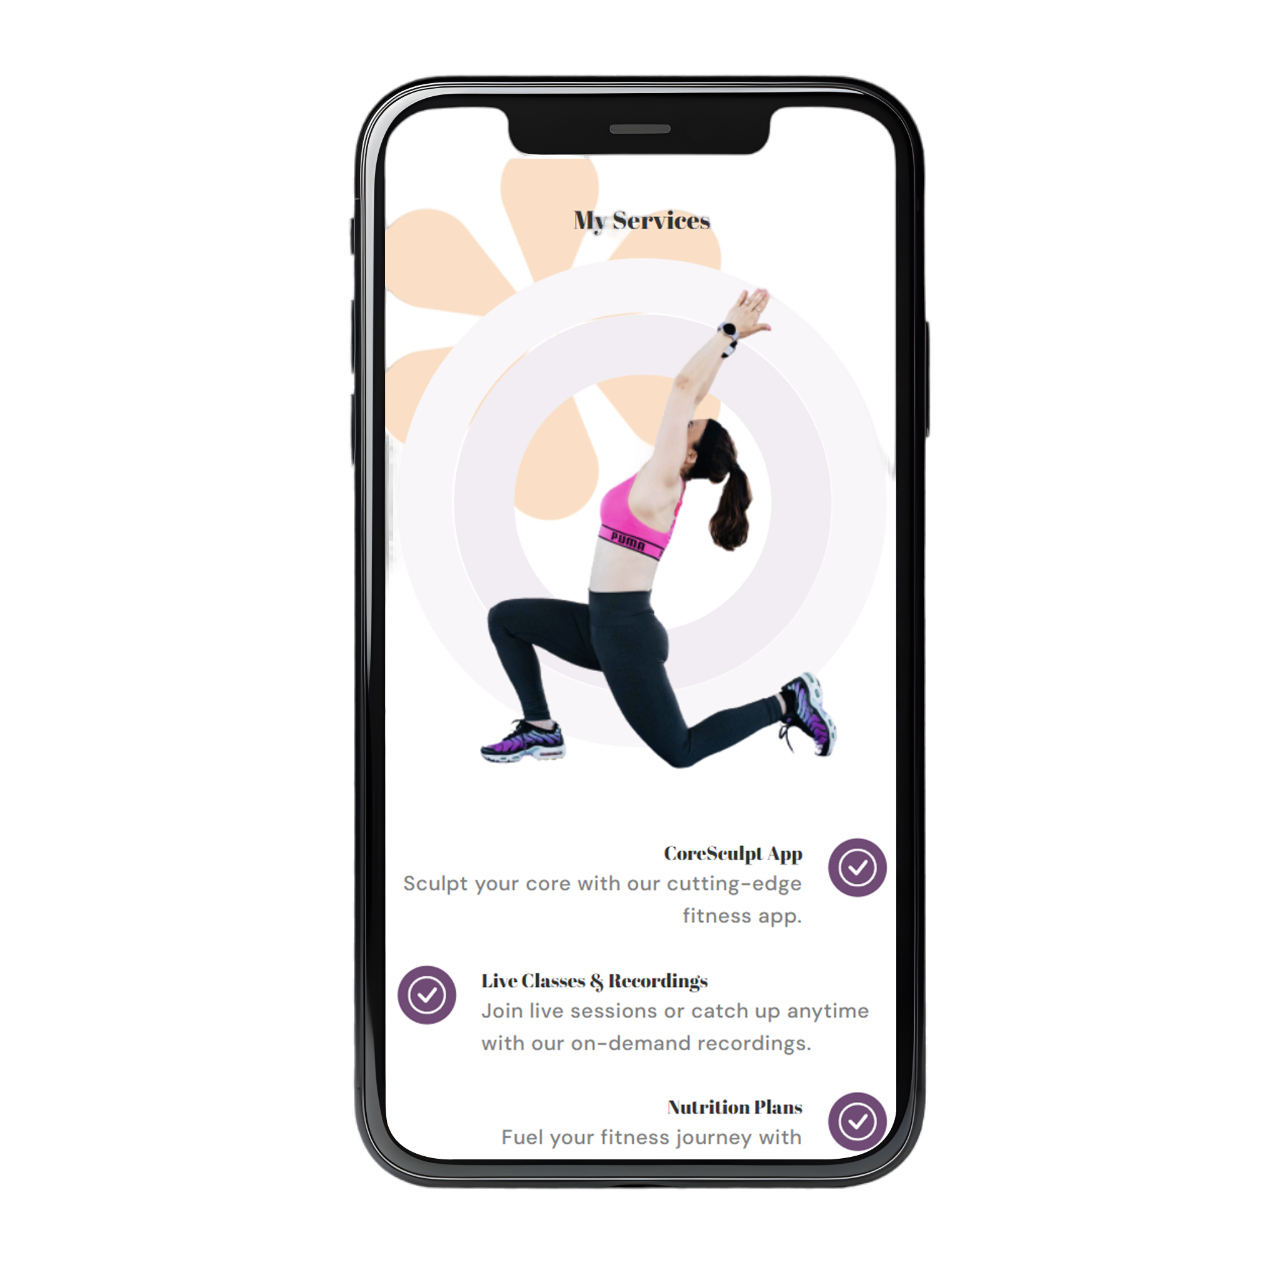 My Services
PUMA
CoreSculpt App
Sculpt your core with our cutting-edge
fitness app.
Live Classes & Recordings
Join live sessions or catch up anytime
with our on-demand recordings.
Nutrition Plans
Fuel your fitness journey with